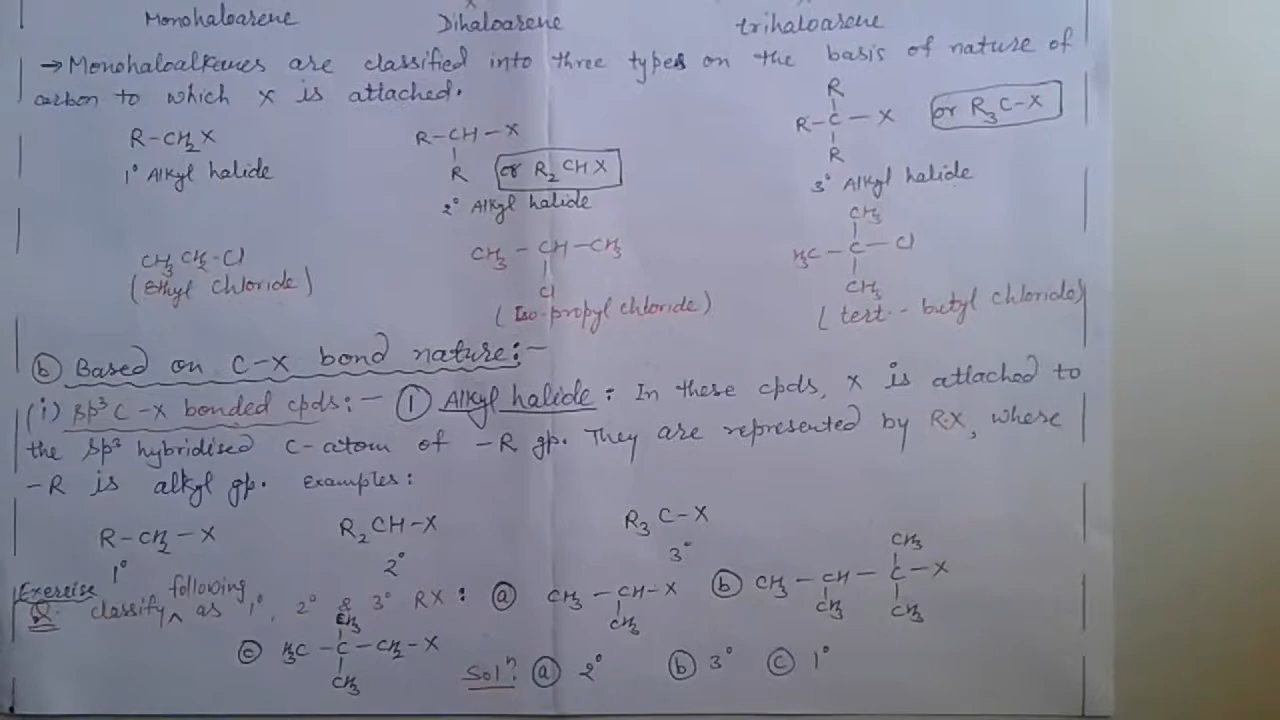 Monohaloarene Dihaloarene trihaloarene
→ Monohaloalkanes are classified into three types on the basis of nature of
carbon to which X is attached.
R-CH2X
1° Alkyl halide
R-CH-X
R
or R2CHX
2° Alkyl halide
R
R-C-X
R
or R3C-X
3° Alkyl halide
CH3CH2-Cl
(Ethyl chloride)
CH3-CH-CH3
Cl
(Iso-propyl chloride)
CH3
H3C-C-Cl
CH3
(tert.-butyl chloride)
(b) Based on C-X bond nature:-
(i) Sp3 C-X bonded cpds:- (1) Alkyl halide: In these cpds, X is attached to
the Sp3 hybridised C-atom of -R gp. They are represented by R-X, where
-R is alkyl gp. Examples:
R-CH2-X R2CH-X R3C-X
1° 2° 3°
Exercise
Q. classify following as 1°, 2° & 3° RX: (a) CH3-CH-X
CH3
(b) CH3-CH-C-X
CH3
CH3
CH3
(c) H3C-C-CH2-X
CH3
CH3
Soln: (a) 2° (b) 3° (c) 1°